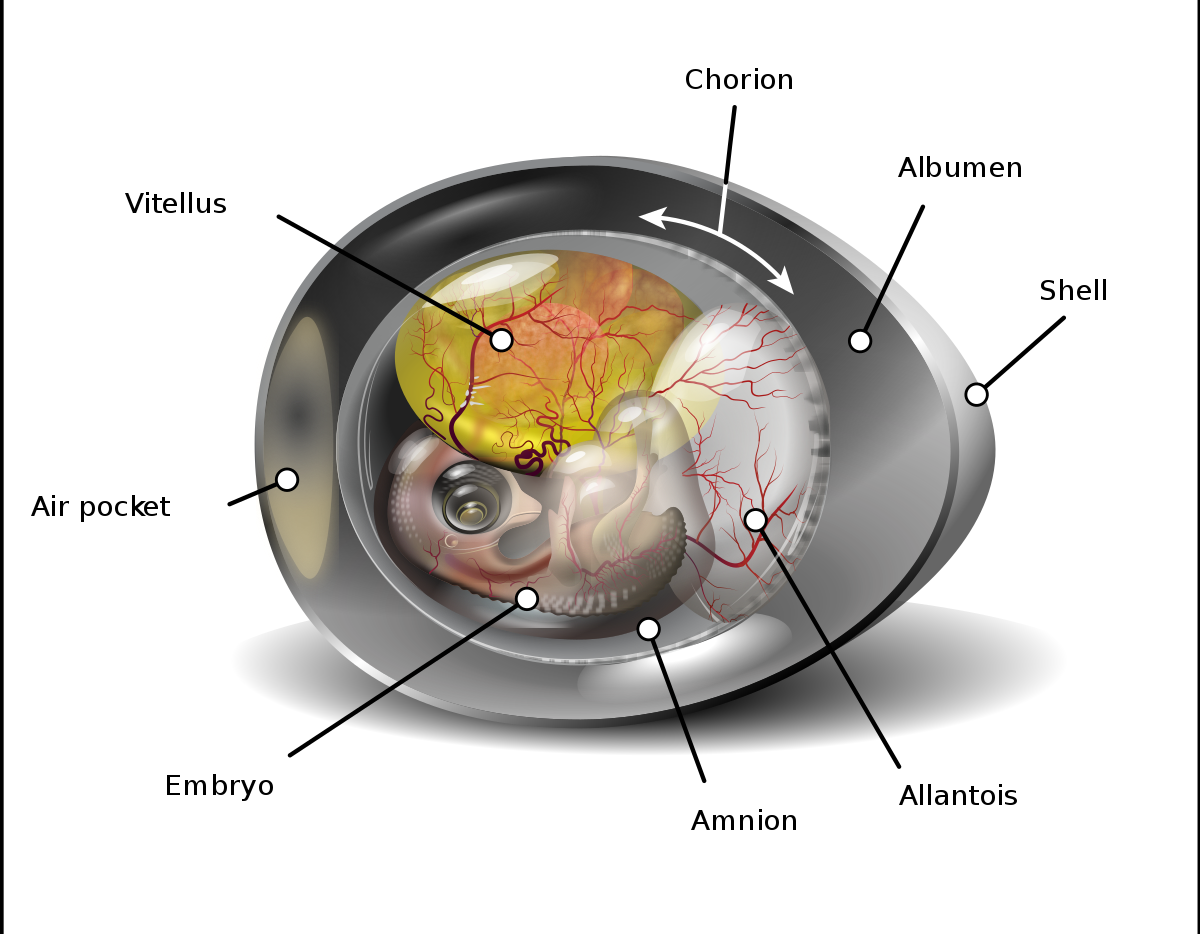 Chorion
Albumen
Vitellus
Shell
Air pocket
Embryo
Allantois
Amnion